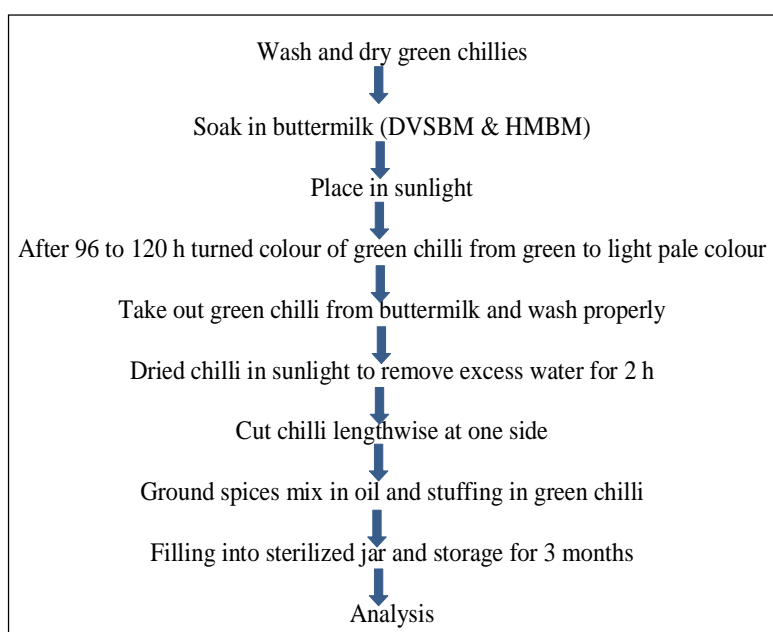 Wash and dry green chillies
Soak in buttermilk (DVSBM & HMBM)
Place in sunlight
After 96 to 120 h turned colour of green chilli from green to light pale colour
Take out green chilli from buttermilk and wash properly
Dried chilli in sunlight to remove excess water for 2 h
Cut chilli lengthwise at one side
Ground spices mix in oil and stuffing in green chilli
Filling into sterilized jar and storage for 3 months
Analysis